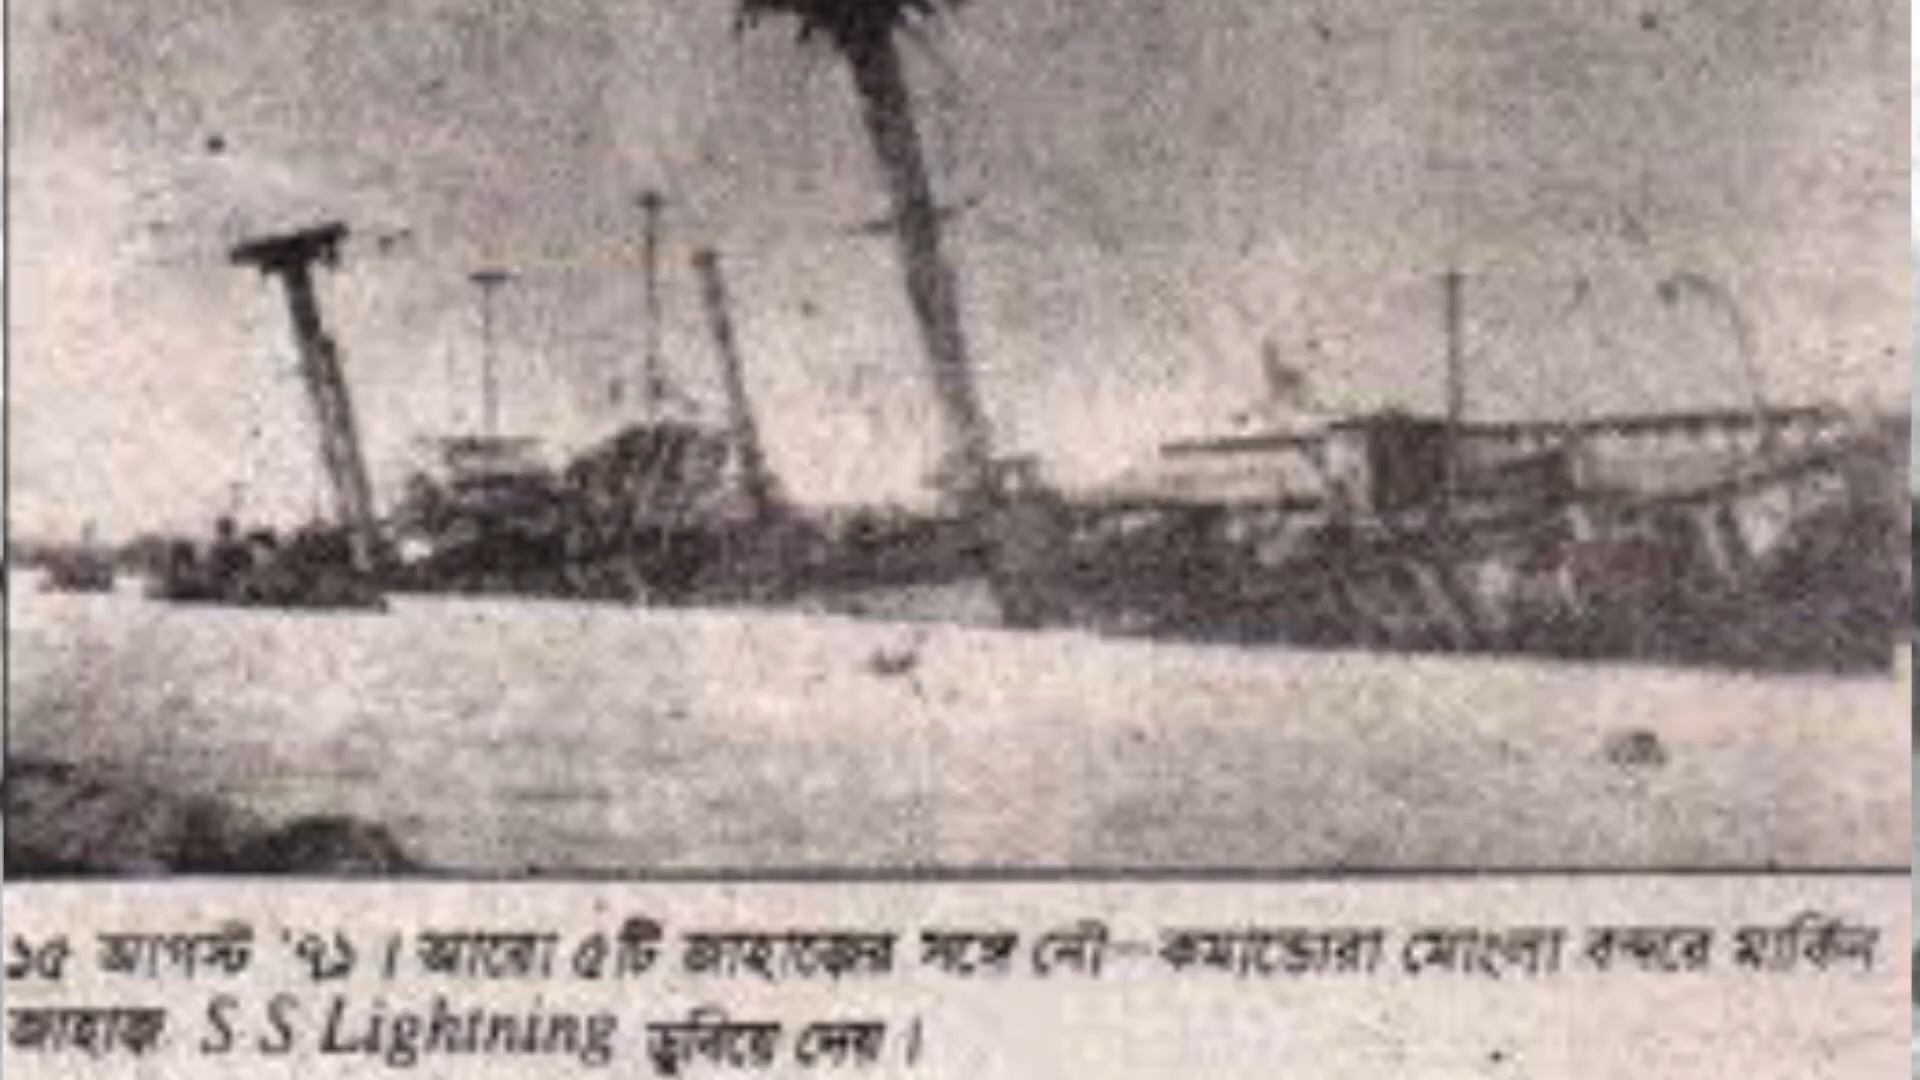 ১৫ আগস্ট '৭১। আরো ৫টি জাহাজের সঙ্গে নৌ-কমান্ডোরা মোংলা বন্দরে মার্কিন
জাহাজ S S Lightning ডুবিয়ে দেয়।